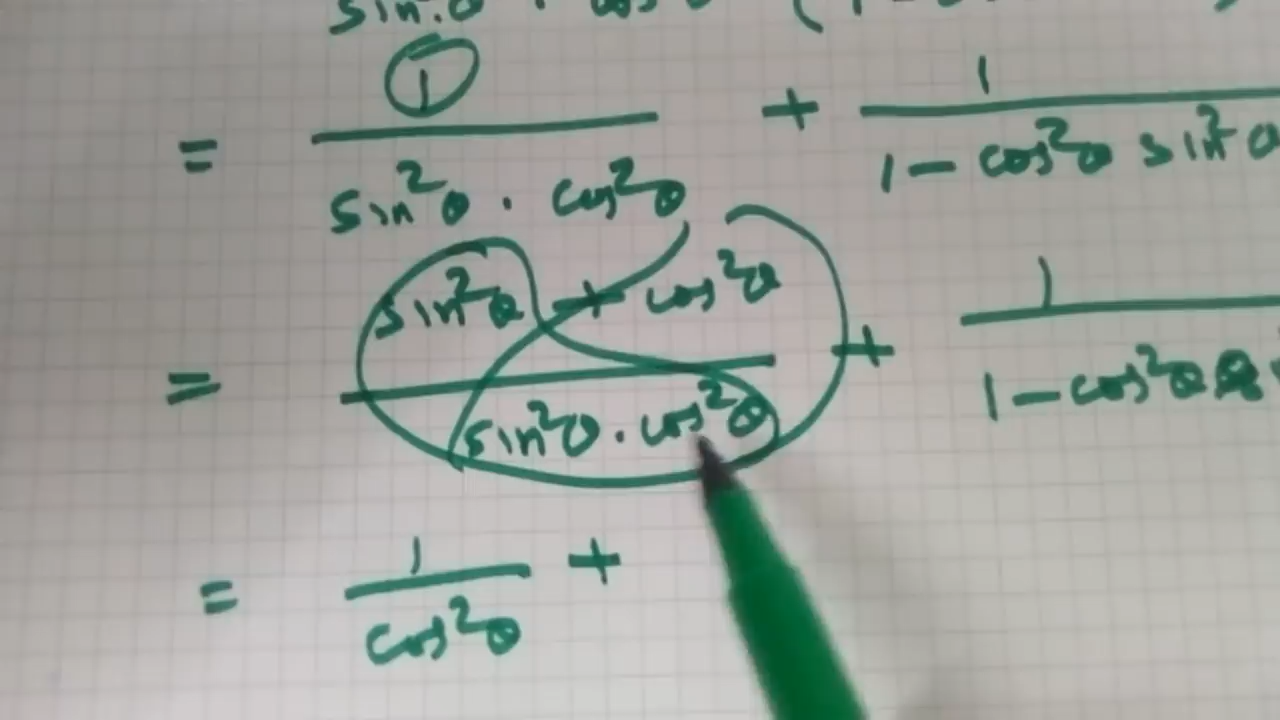 = 1 / sin²θ · cos²θ + 1 / 1 - cos²θ sin²θ
= sin²θ + cos²θ / sin²θ · cos²θ + 1 / 1 - cos²θ
= 1 / cos²θ +